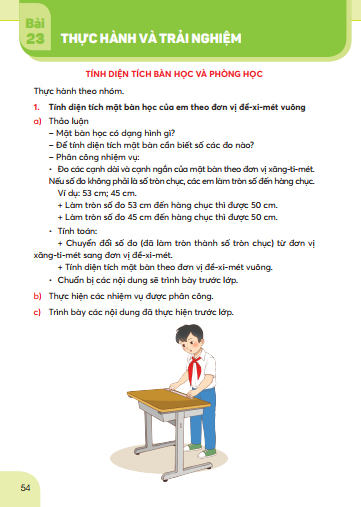 Bài
23
THỰC HÀNH VÀ TRẢI NGHIỆM
TÍNH DIỆN TÍCH BÀN HỌC VÀ PHÒNG HỌC
Thực hành theo nhóm.
1. Tính diện tích mặt bàn học của em theo đơn vị đề-xi-mét vuông
a) Thảo luận
– Mặt bàn học có dạng hình gì?
– Để tính diện tích mặt bàn cần biết số các đo nào?
– Phân công nhiệm vụ:
• Đo các cạnh dài và cạnh ngắn của mặt bàn theo đơn vị xăng-ti-mét.
Nếu số đo không phải là số tròn chục, các em làm tròn số đến hàng chục.
Ví dụ: 53 cm; 45 cm.
+ Làm tròn số đo 53 cm đến hàng chục thì được 50 cm.
+ Làm tròn số đo 45 cm đến hàng chục thì được 50 cm.
• Tính toán:
+ Chuyển đổi số đo (đã làm tròn thành số tròn chục) từ đơn vị
xăng-ti-mét sang đơn vị đề-xi-mét.
+ Tính diện tích mặt bàn theo đơn vị đề-xi-mét vuông.
• Chuẩn bị các nội dung sẽ trình bày trước lớp.
b) Thực hiện các nhiệm vụ được phân công.
c) Trình bày các nội dung đã thực hiện trước lớp.
54